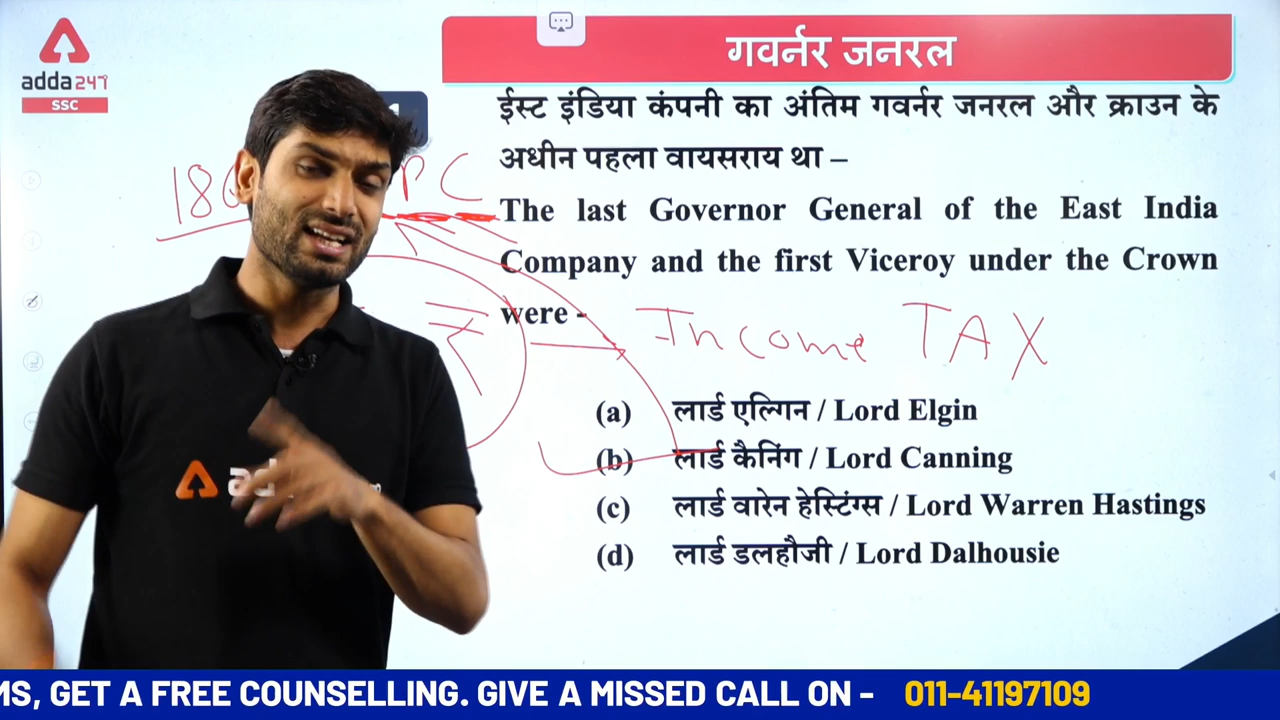 adda247
SSC
गवर्नर जनरल
ईस्ट इंडिया कंपनी का अंतिम गवर्नर जनरल और क्राउन के
अधीन पहला वायसराय था –
The last Governor General of the East India
Company and the first Viceroy under the Crown
were -
Income TAX
(a) लार्ड एल्गिन / Lord Elgin
(b) लार्ड कैनिंग / Lord Canning
(c) लार्ड वारेन हेस्टिंग्स / Lord Warren Hastings
(d) लार्ड डलहौजी / Lord Dalhousie
PC
₹
GET A FREE COUNSELLING. GIVE A MISSED CALL ON - 011-41197109